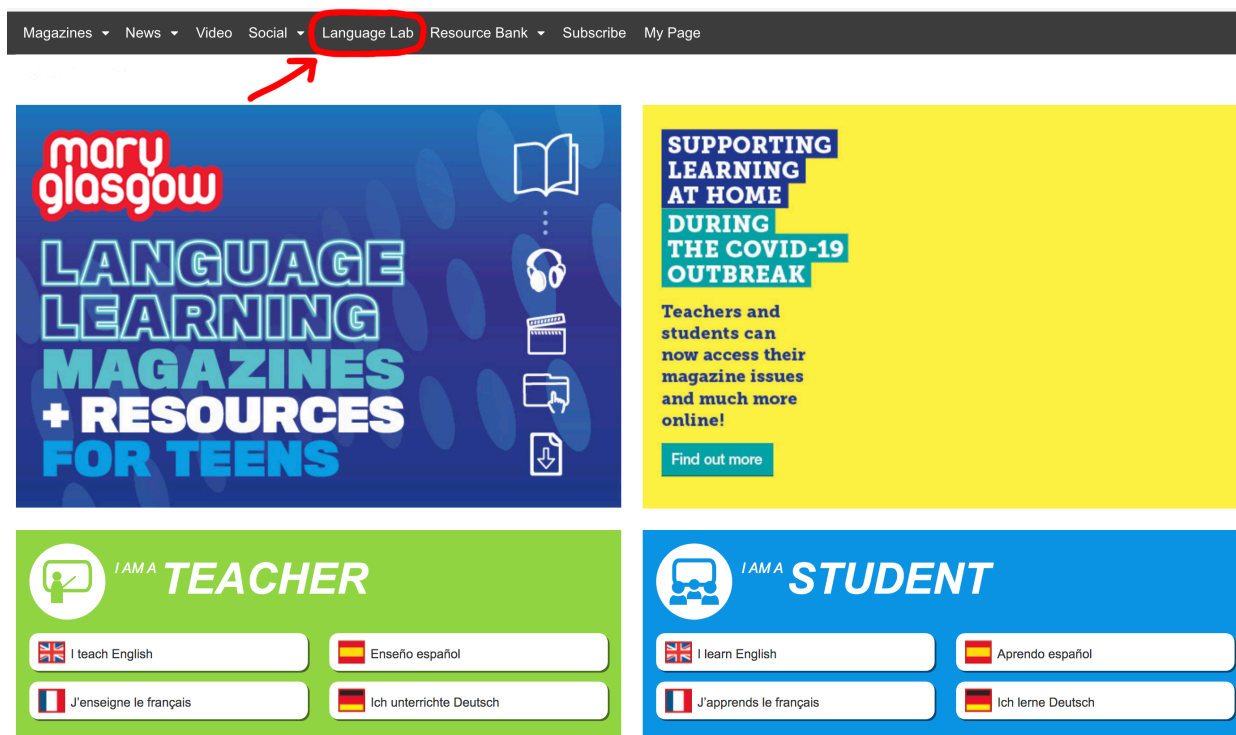 Magazines News Video Social Language Lab Resource Bank Subscribe My Page
mary
glasgow
LANGUAGE
LEARNING
MAGAZINES
+ RESOURCES
FOR TEENS
SUPPORTING
LEARNING
AT HOME
DURING
THE COVID-19
OUTBREAK
Teachers and
students can
now access their
magazine issues
and much more
online!
Find out more
I AM A TEACHER
I teach English
Enseño español
J'enseigne le français
Ich unterrichte Deutsch
I AM A STUDENT
I learn English
Aprendo español
J'apprends le français
Ich lerne Deutsch